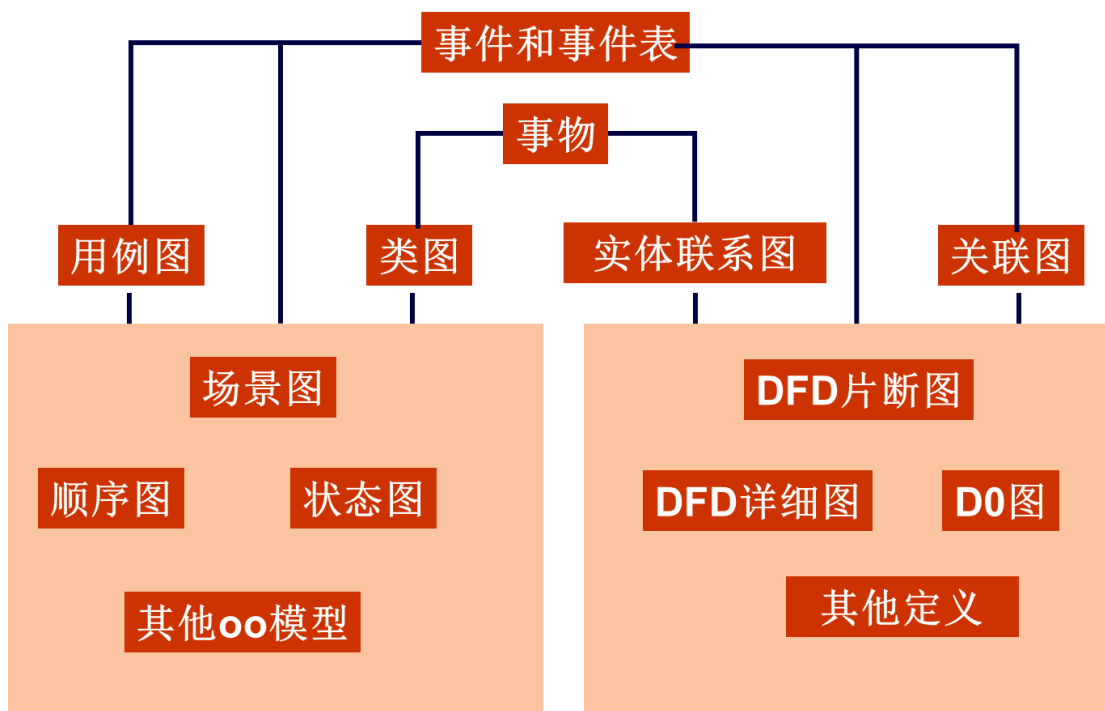 事件和事件表
事物
用例图
类图
实体联系图
关联图
场景图
DFD片断图
顺序图
状态图
DFD详细图
D0图
其他oo模型
其他定义